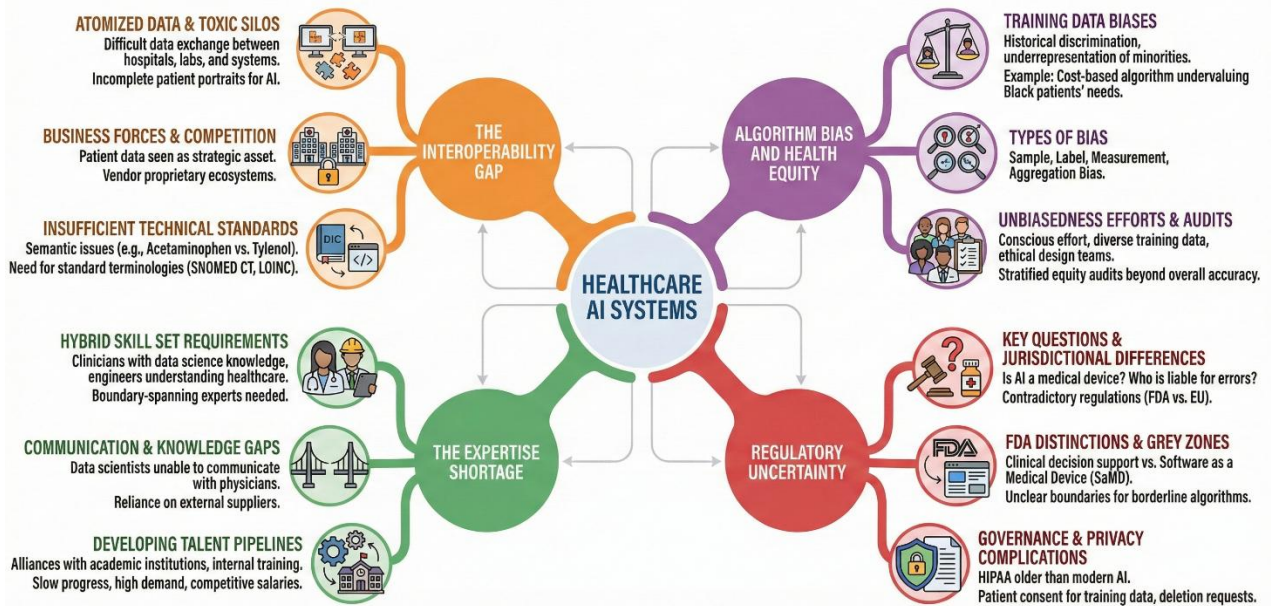 ATOMIZED DATA & TOXIC SILOS
Difficult data exchange between
hospitals, labs, and systems.
Incomplete patient portraits for AI.
BUSINESS FORCES & COMPETITION
Patient data seen as strategic asset.
Vendor proprietary ecosystems.
INSUFFICIENT TECHNICAL STANDARDS
Semantic issues (e.g., Acetaminophen vs. Tylenol).
Need for standard terminologies (SNOMED CT, LOINC).
DIC
</>
THE
INTEROPERABILITY
GAP
ALGORITHM BIAS
AND HEALTH
EQUITY
TRAINING DATA BIASES
Historical discrimination,
underrepresentation of minorities.
Example: Cost-based algorithm undervaluing
Black patients' needs.
TYPES OF BIAS
Sample, Label, Measurement,
Aggregation Bias.
UNBIASEDNESS EFFORTS & AUDITS
Conscious effort, diverse training data,
ethical design teams.
Stratified equity audits beyond overall accuracy.
HEALTHCARE
AI SYSTEMS
HYBRID SKILL SET REQUIREMENTS
Clinicians with data science knowledge,
engineers understanding healthcare.
Boundary-spanning experts needed.
COMMUNICATION & KNOWLEDGE GAPS
Data scientists unable to communicate
with physicians.
Reliance on external suppliers.
DEVELOPING TALENT PIPELINES
Alliances with academic institutions, internal training.
Slow progress, high demand, competitive salaries.
THE EXPERTISE
SHORTAGE
REGULATORY
UNCERTAINTY
KEY QUESTIONS &
JURISDICTIONAL DIFFERENCES
Is AI a medical device? Who is liable for errors?
Contradictory regulations (FDA vs. EU).
?
FDA DISTINCTIONS & GREY ZONES
Clinical decision support vs. Software as a
Medical Device (SaMD).
Unclear boundaries for borderline algorithms.
FDA
GOVERNANCE & PRIVACY
COMPLICATIONS
HIPAA older than modern AI.
Patient consent for training data, deletion requests.